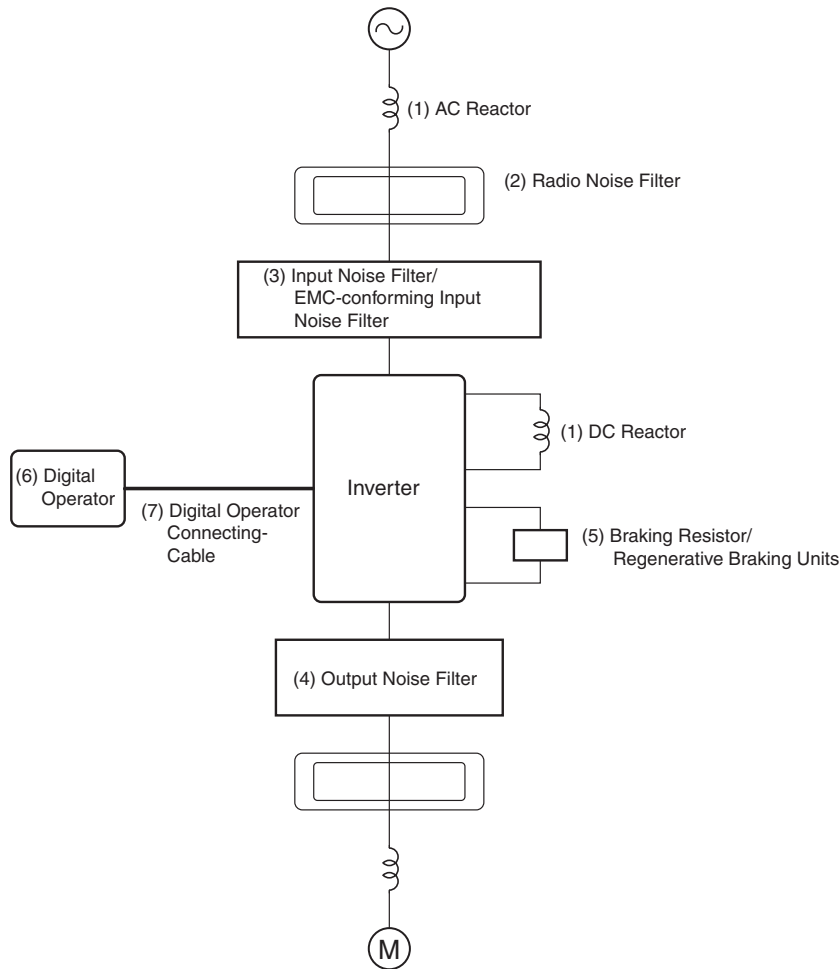 (1) AC Reactor
(2) Radio Noise Filter
(3) Input Noise Filter/
EMC-conforming Input
Noise Filter
(1) DC Reactor
Inverter
(6) Digital
Operator
(7) Digital Operator
Connecting-
Cable
(5) Braking Resistor/
Regenerative Braking Units
(4) Output Noise Filter
M